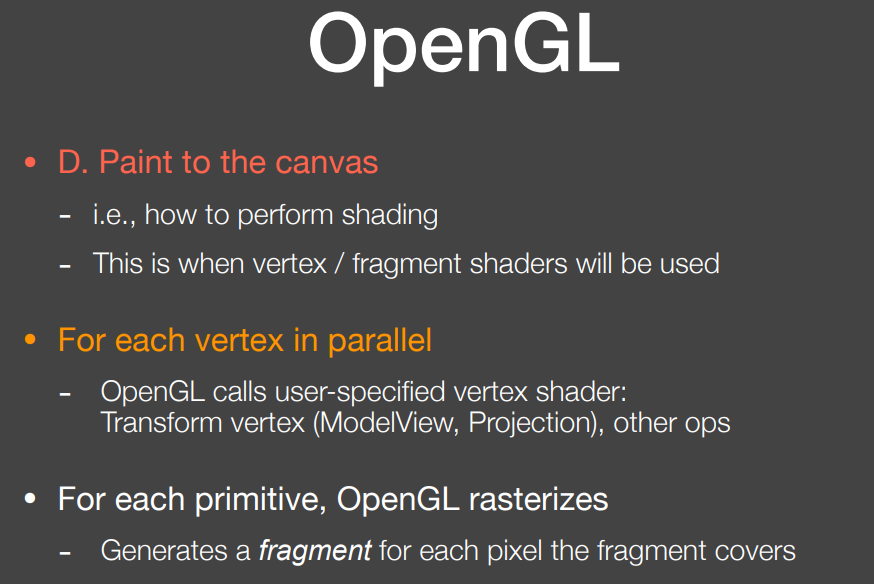 OpenGL
• D. Paint to the canvas
- i.e., how to perform shading
- This is when vertex / fragment shaders will be used
• For each vertex in parallel
- OpenGL calls user-specified vertex shader:
Transform vertex (ModelView, Projection), other ops
• For each primitive, OpenGL rasterizes
- Generates a fragment for each pixel the fragment covers